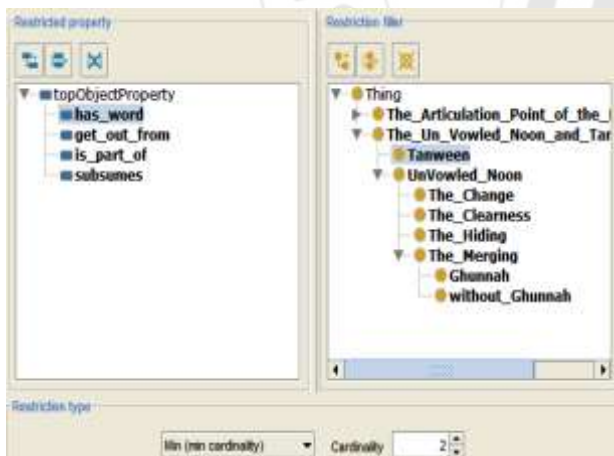 Restricted property
topObjectProperty
has_word
get_out_from
is_part_of
subsumes
Restriction filler
Thing
The_Articulation_Point_of_the_
The_Un_Vowled_Noon_and_Tan
Tanween
UnVowled_Noon
The_Change
The_Clearness
The_Hiding
The_Merging
Ghunnah
without_Ghunnah
Restriction type
Min (min cardinality)
Cardinality
2